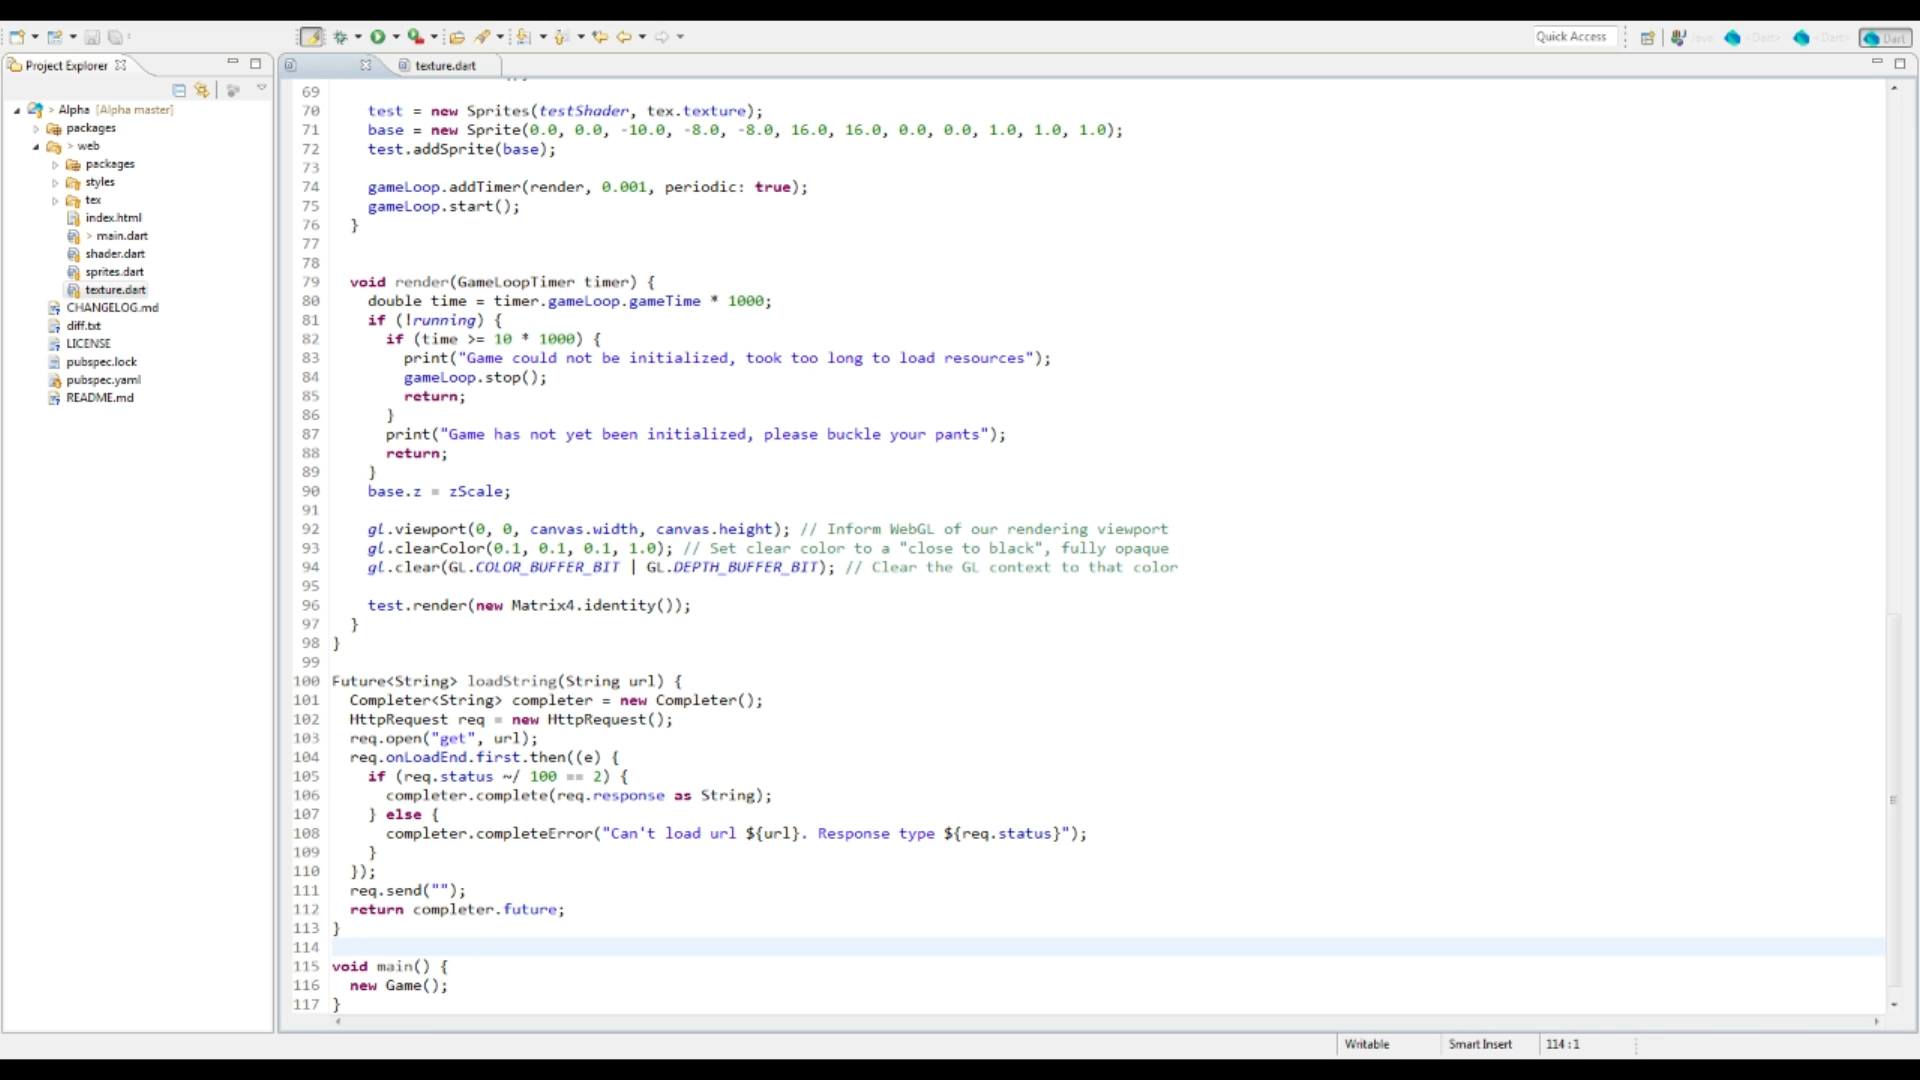 Quick Access
Java
<Dart>
<Dart>
Dart
Project Explorer
texture.dart
> Alpha [Alpha master]
packages
> web
packages
styles
tex
index.html
> main.dart
shader.dart
sprites.dart
texture.dart
CHANGELOG.md
diff.txt
LICENSE
pubspec.lock
pubspec.yaml
README.md
69
70 test = new Sprites(testShader, tex.texture);
71 base = new Sprite(0.0, 0.0, -10.0, -8.0, -8.0, 16.0, 16.0, 0.0, 0.0, 1.0, 1.0, 1.0);
72 test.addSprite(base);
73
74 gameLoop.addTimer(render, 0.001, periodic: true);
75 gameLoop.start();
76 }
77
78
79 void render(GameLoopTimer timer) {
80 double time = timer.gameLoop.gameTime * 1000;
81 if (!running) {
82 if (time >= 10 * 1000) {
83 print("Game could not be initialized, took too long to load resources");
84 gameLoop.stop();
85 return;
86 }
87 print("Game has not yet been initialized, please buckle your pants");
88 return;
89 }
90 base.z = zScale;
91
92 gl.viewport(0, 0, canvas.width, canvas.height); // Inform WebGL of our rendering viewport
93 gl.clearColor(0.1, 0.1, 0.1, 1.0); // Set clear color to a "close to black", fully opaque
94 gl.clear(GL.COLOR_BUFFER_BIT | GL.DEPTH_BUFFER_BIT); // Clear the GL context to that color
95
96 test.render(new Matrix4.identity());
97 }
98 }
99
100 Future<String> loadString(String url) {
101 Completer<String> completer = new Completer();
102 HttpRequest req = new HttpRequest();
103 req.open("get", url);
104 req.onLoadEnd.first.then((e) {
105 if (req.status ~/ 100 == 2) {
106 completer.complete(req.response as String);
107 } else {
108 completer.completeError("Can't load url ${url}. Response type ${req.status}");
109 }
110 });
111 req.send("");
112 return completer.future;
113 }
114
115 void main() {
116 new Game();
117 }
Writable
Smart Insert
114 : 1